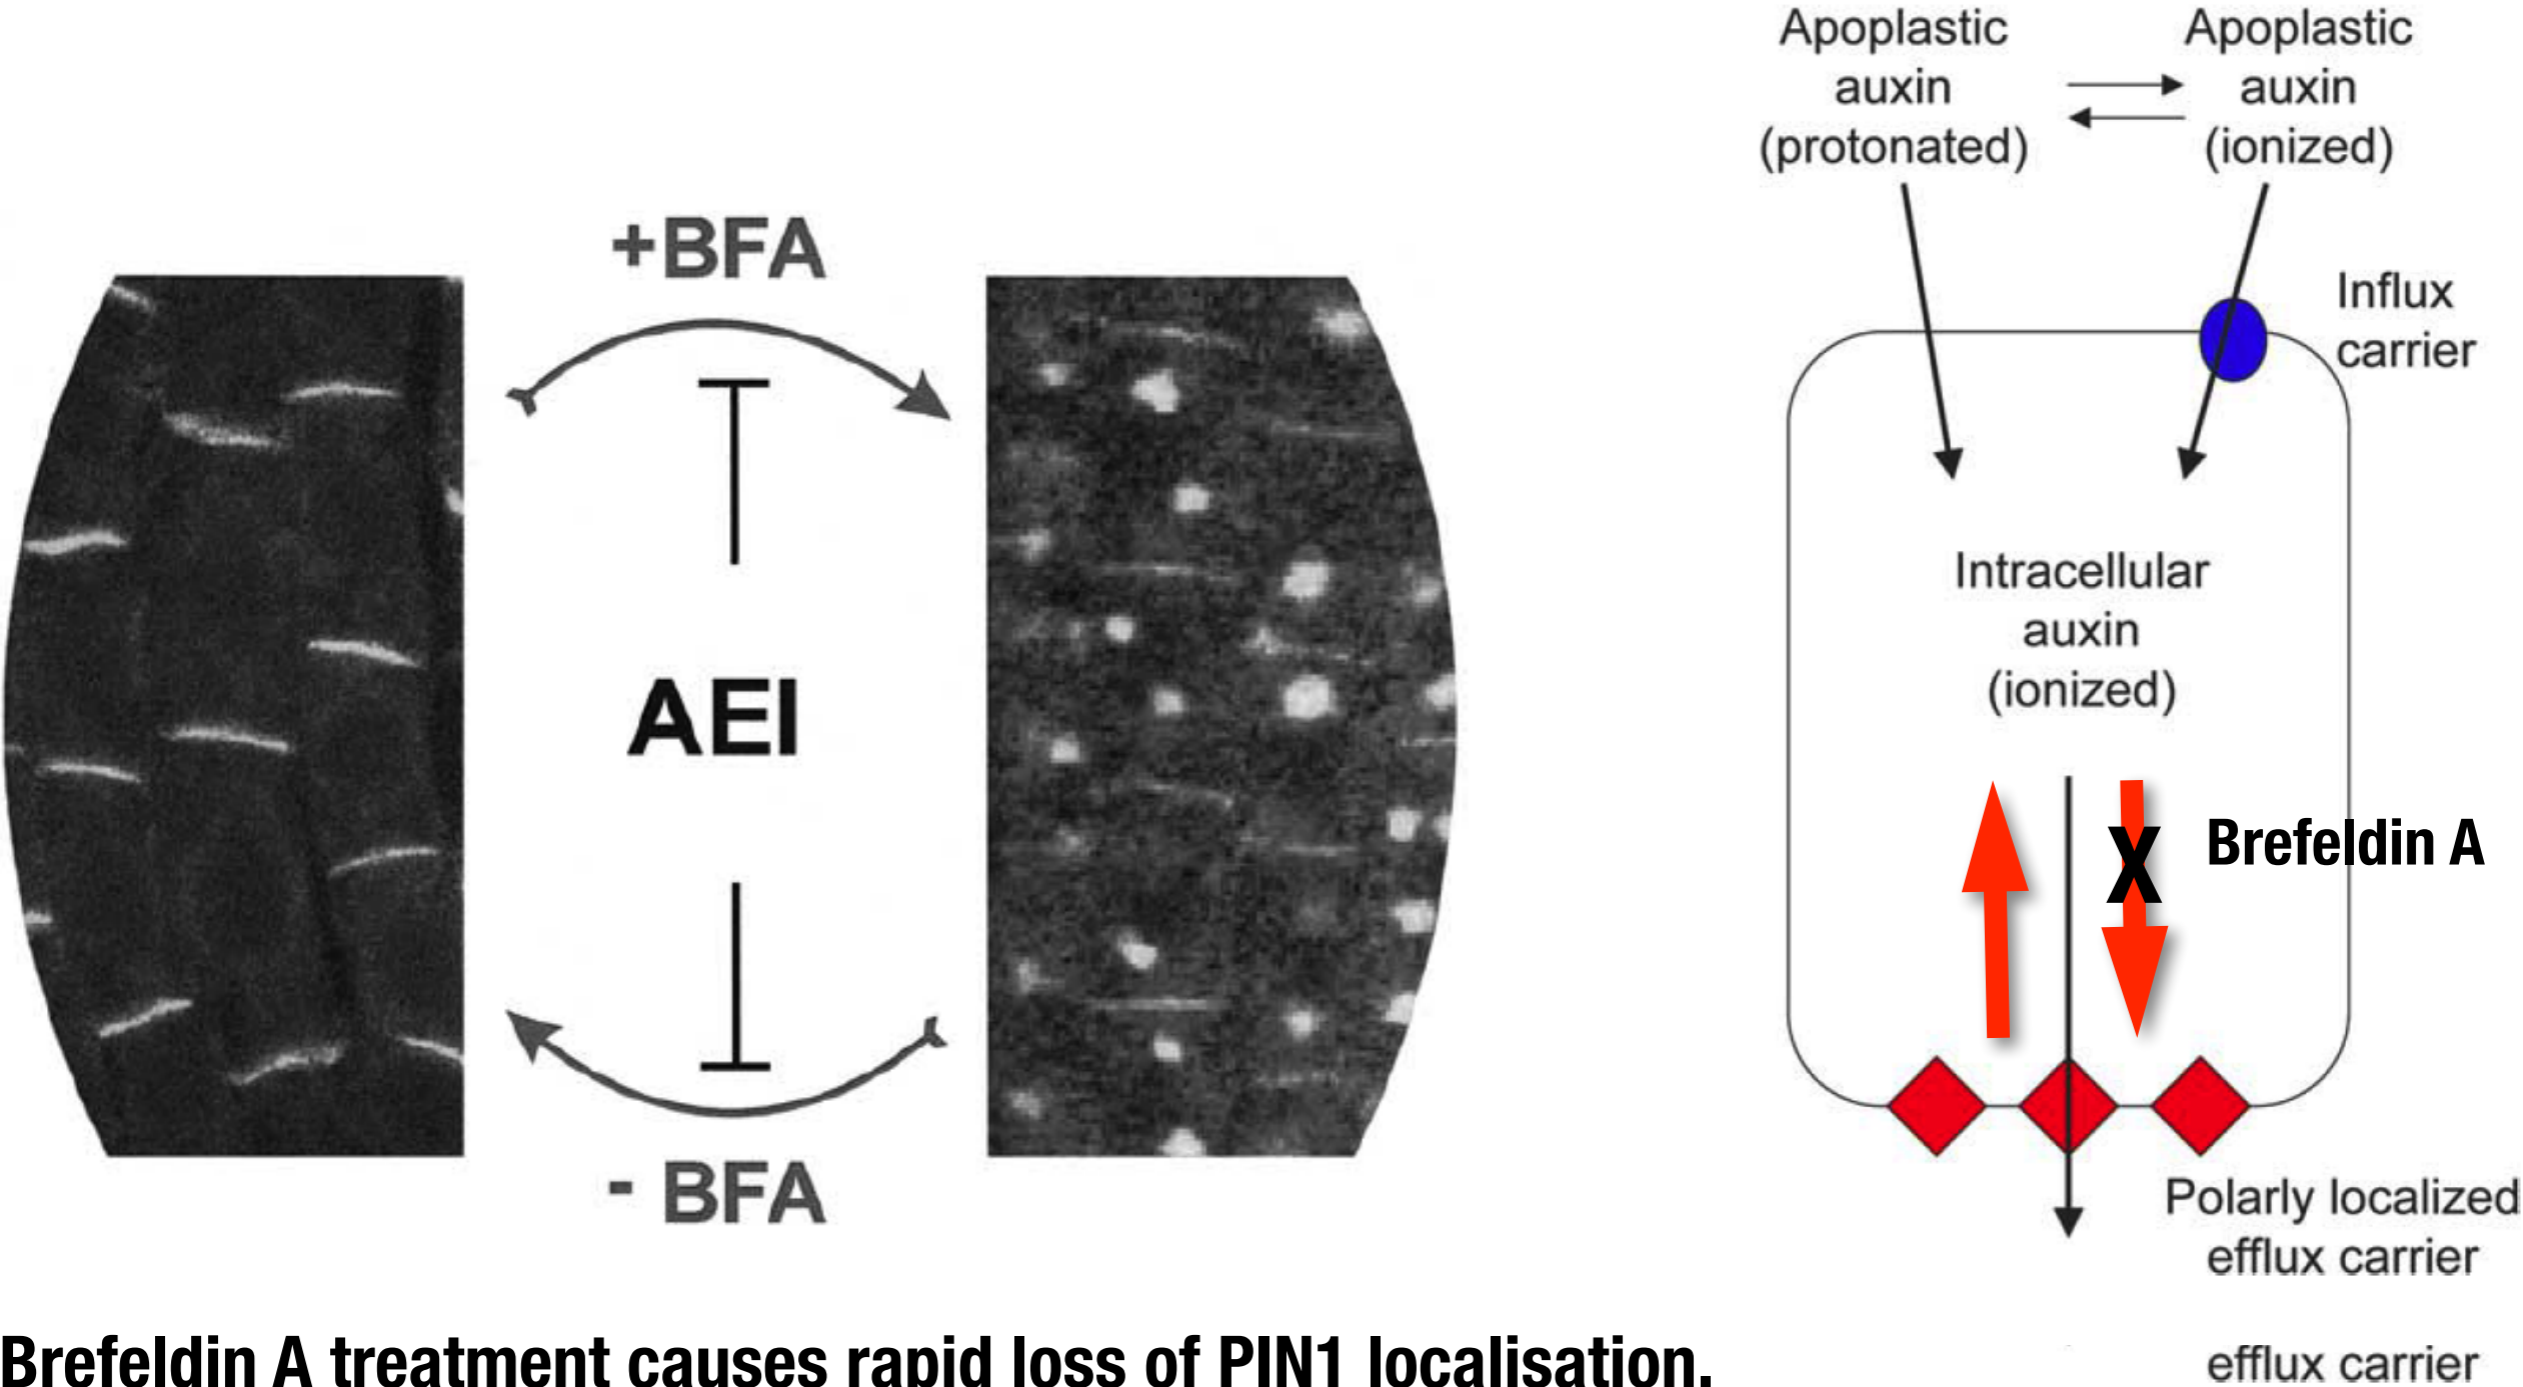 +BFA
AEI
- BFA
Apoplastic
auxin
(protonated)
Apoplastic
auxin
(ionized)
Influx
carrier
Intracellular
auxin
(ionized)
X
Brefeldin A
Polarly localized
efflux carrier
efflux carrier
Brefeldin A treatment causes rapid loss of PIN1 localisation.